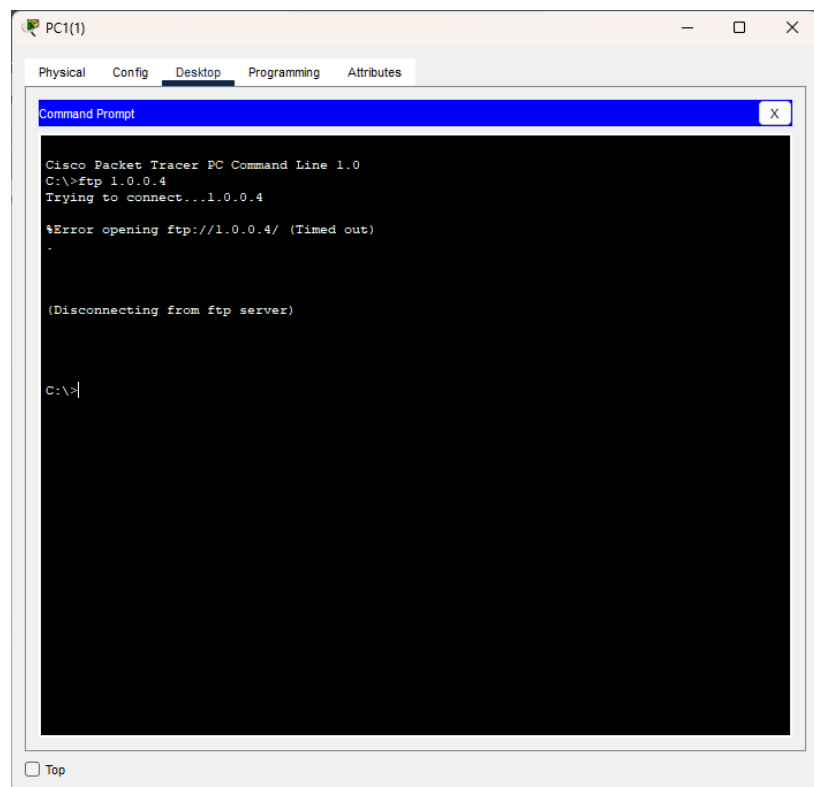 PC1(1)
Physical Config Desktop Programming Attributes
Command Prompt
X
Cisco Packet Tracer PC Command Line 1.0
C:\>ftp 1.0.0.4
Trying to connect...1.0.0.4
%Error opening ftp://1.0.0.4/ (Timed out)
.
(Disconnecting from ftp server)
C:\>
Top